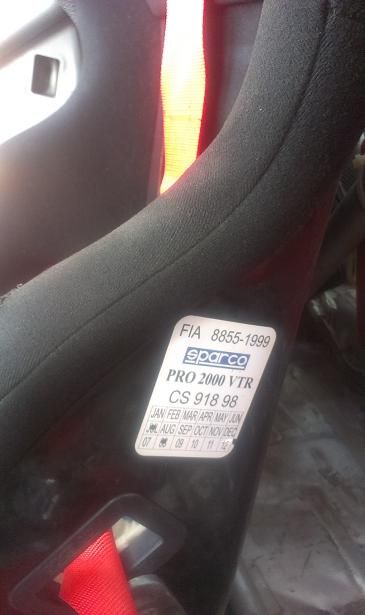 FIA 8855-1999
sparco
PRO 2000 VTR
CS 918 98
JAN FEB MAR APR MAY JUN
JUL AUG SEP OCT NOV DEC
07 09 10 11 12